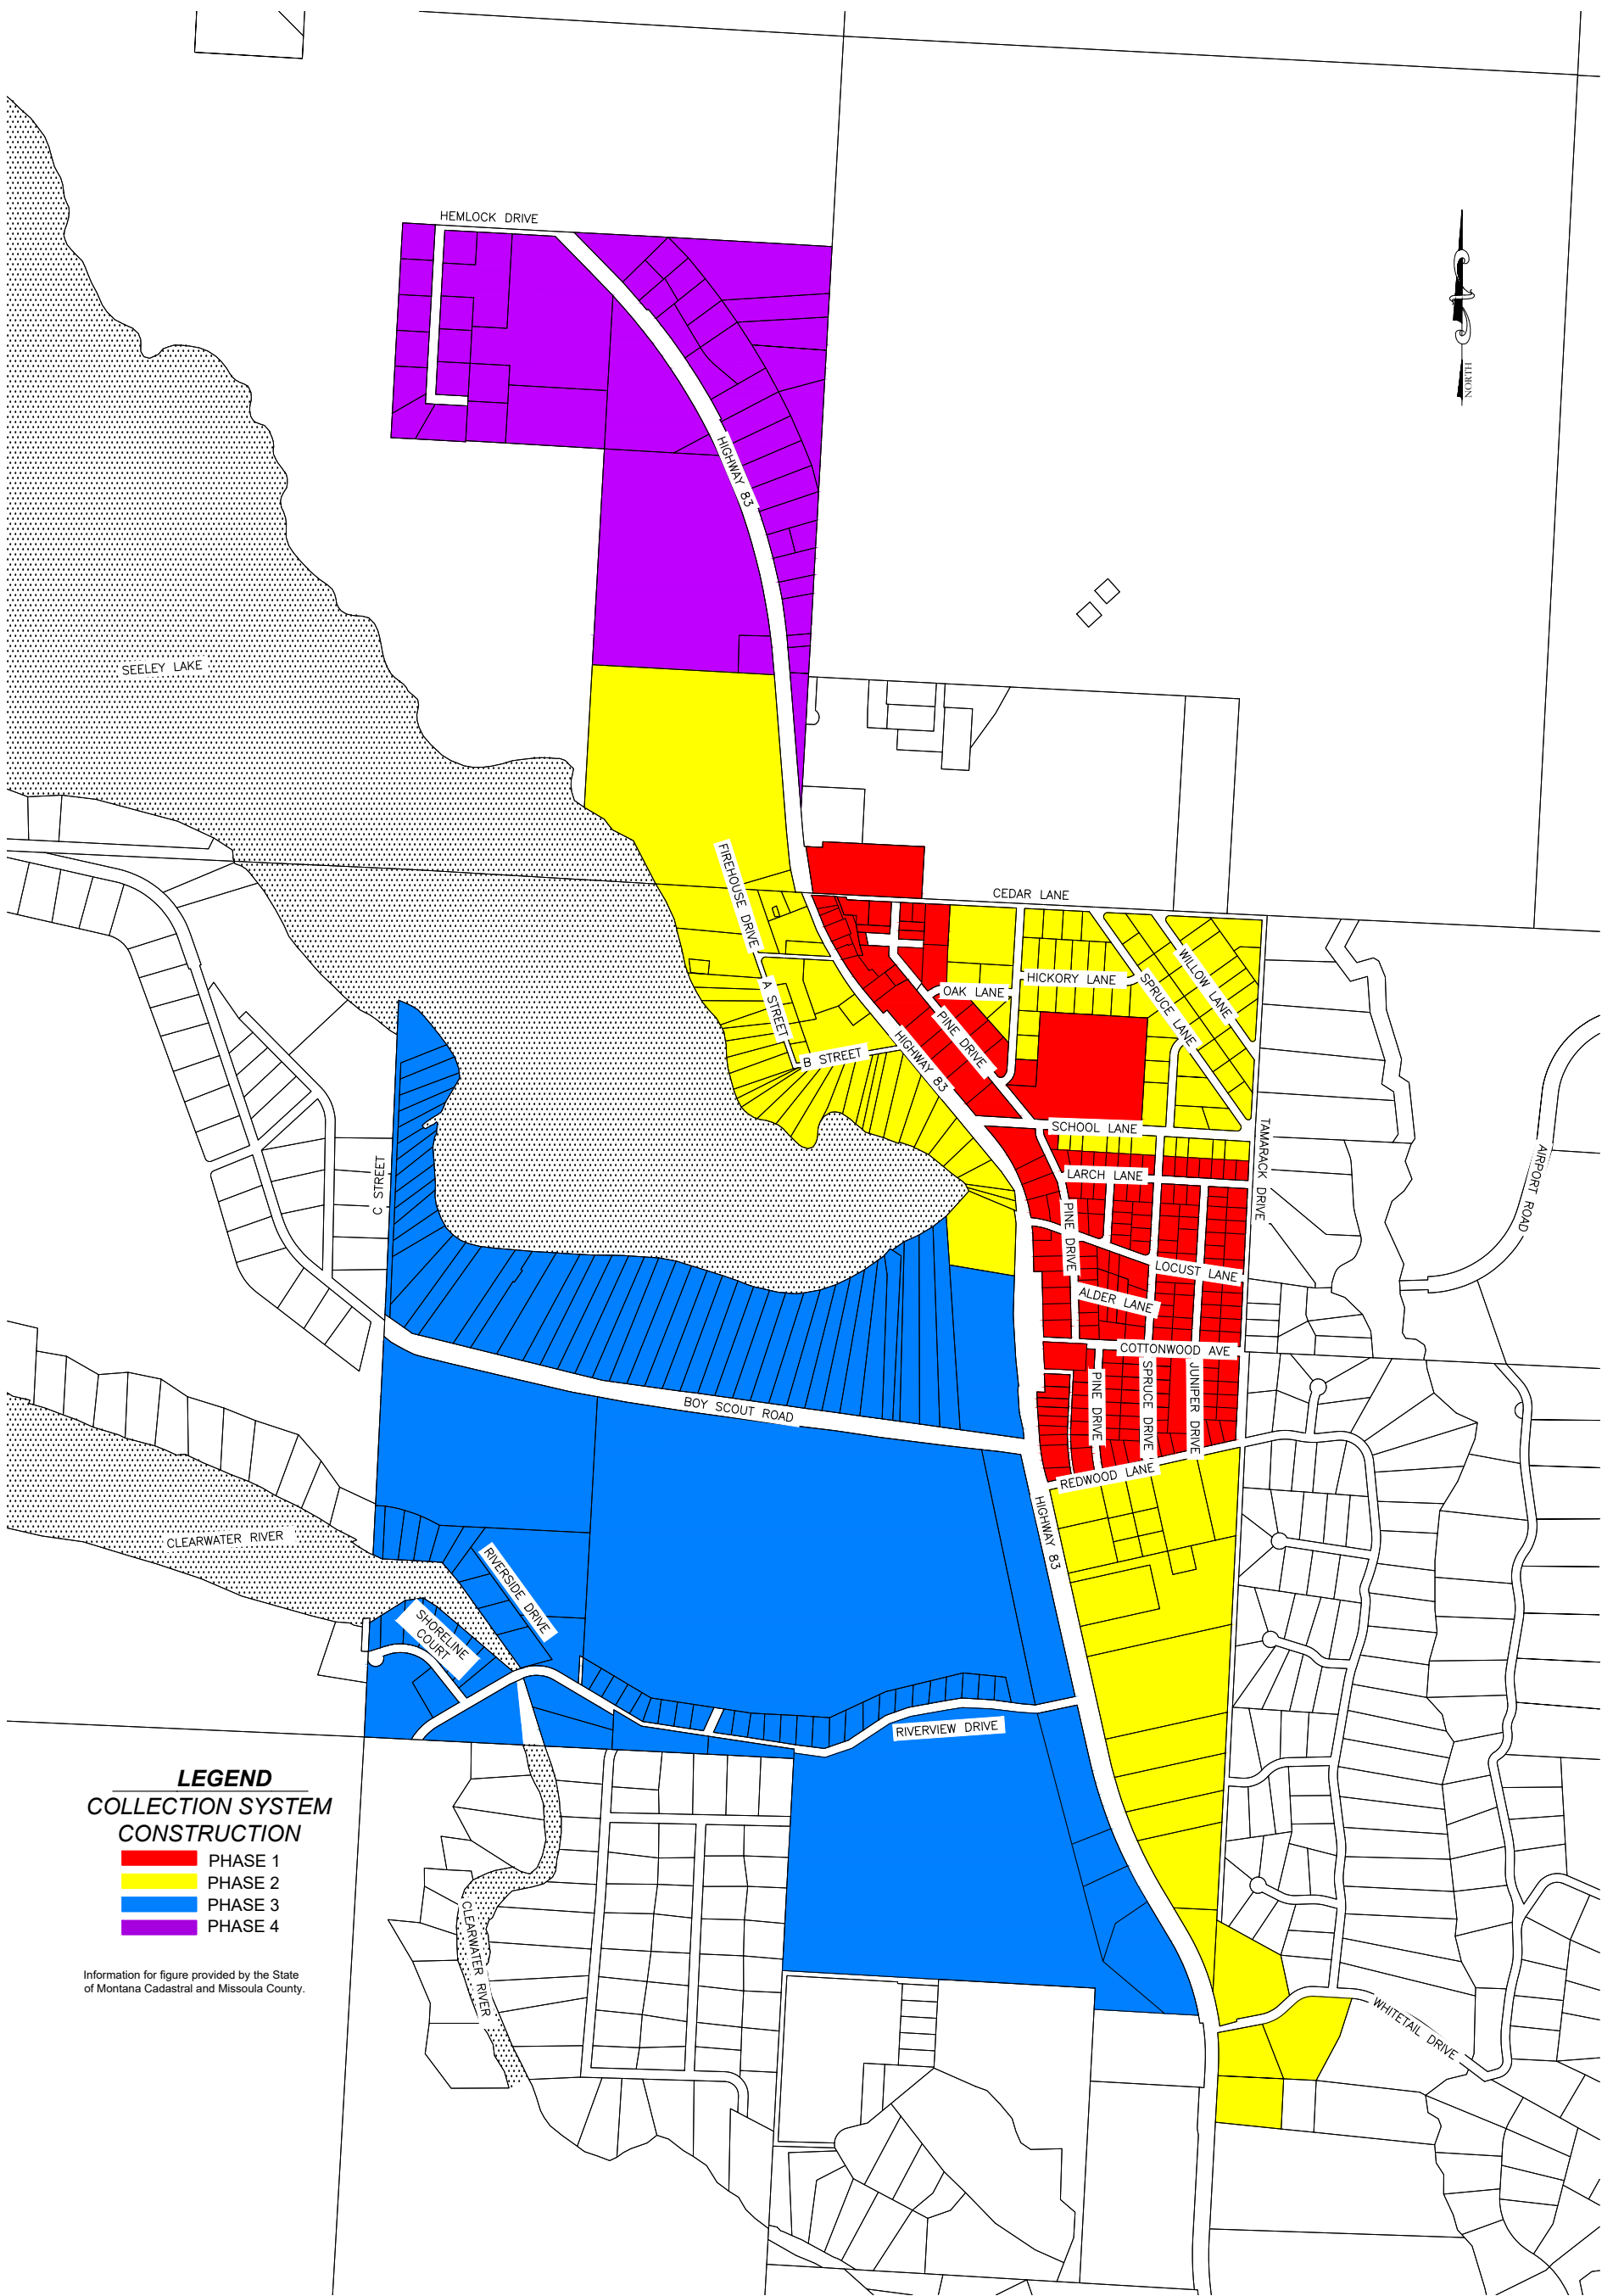 HEMLOCK DRIVE
NORTH
HIGHWAY 83
SEELEY LAKE
FIREHOUSE DRIVE
CEDAR LANE
WILLOW LANE
HICKORY LANE
SPRUCE LANE
OAK LANE
A STREET
PINE DRIVE
B STREET
HIGHWAY 83
SCHOOL LANE
TAMARACK DRIVE
AIRPORT ROAD
C STREET
LARCH LANE
PINE DRIVE
LOCUST LANE
ALDER LANE
COTTONWOOD AVE
PINE DRIVE
SPRUCE DRIVE
JUNIPER DRIVE
BOY SCOUT ROAD
REDWOOD LANE
HIGHWAY 83
CLEARWATER RIVER
RIVERSIDE DRIVE
SHORELINE
COURT
RIVERVIEW DRIVE
LEGEND
COLLECTION SYSTEM
CONSTRUCTION
PHASE 1
PHASE 2
PHASE 3
PHASE 4
CLEARWATER RIVER
WHITETAIL DRIVE
Information for figure provided by the State
of Montana Cadastral and Missoula County.